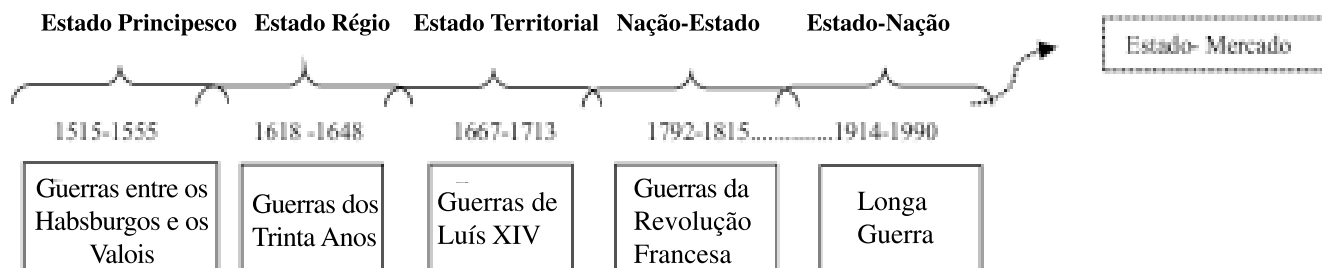 Estado Principesco Estado Régio Estado Territorial Nação-Estado Estado-Nação
Estado- Mercado
1515-1555 1618 -1648 1667-1713 1792-1815..............1914-1990
Guerras entre os
Habsburgos e os
Valois
Guerras dos
Trinta Anos
Guerras de
Luís XIV
Guerras da
Revolução
Francesa
Longa
Guerra